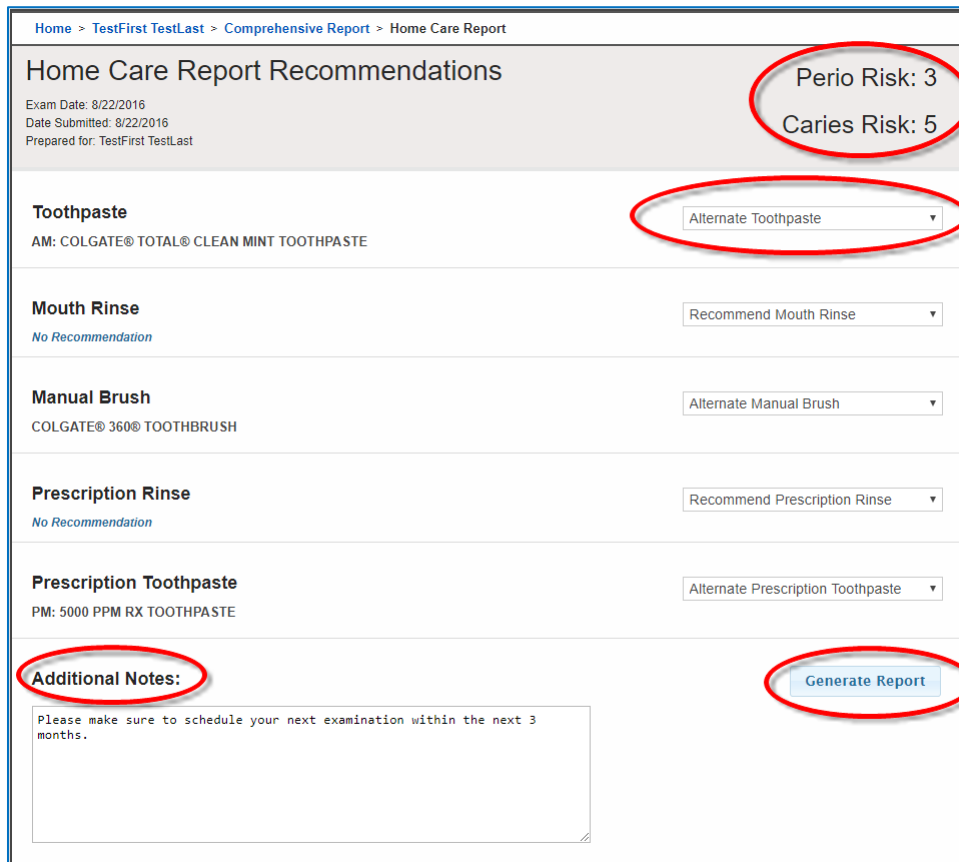 Home > TestFirst TestLast > Comprehensive Report > Home Care Report
Home Care Report Recommendations
Perio Risk: 3
Exam Date: 8/22/2016
Date Submitted: 8/22/2016
Caries Risk: 5
Prepared for: TestFirst TestLast
Toothpaste
Alternate Toothpaste
AM: COLGATE® TOTAL® CLEAN MINT TOOTHPASTE
Mouth Rinse
Recommend Mouth Rinse
No Recommendation
Manual Brush
Alternate Manual Brush
COLGATE® 360® TOOTHBRUSH
Prescription Rinse
Recommend Prescription Rinse
No Recommendation
Prescription Toothpaste
Alternate Prescription Toothpaste
PM: 5000 PPM RX TOOTHPASTE
Additional Notes:
Generate Report
Please make sure to schedule your next examination within the next 3
months.